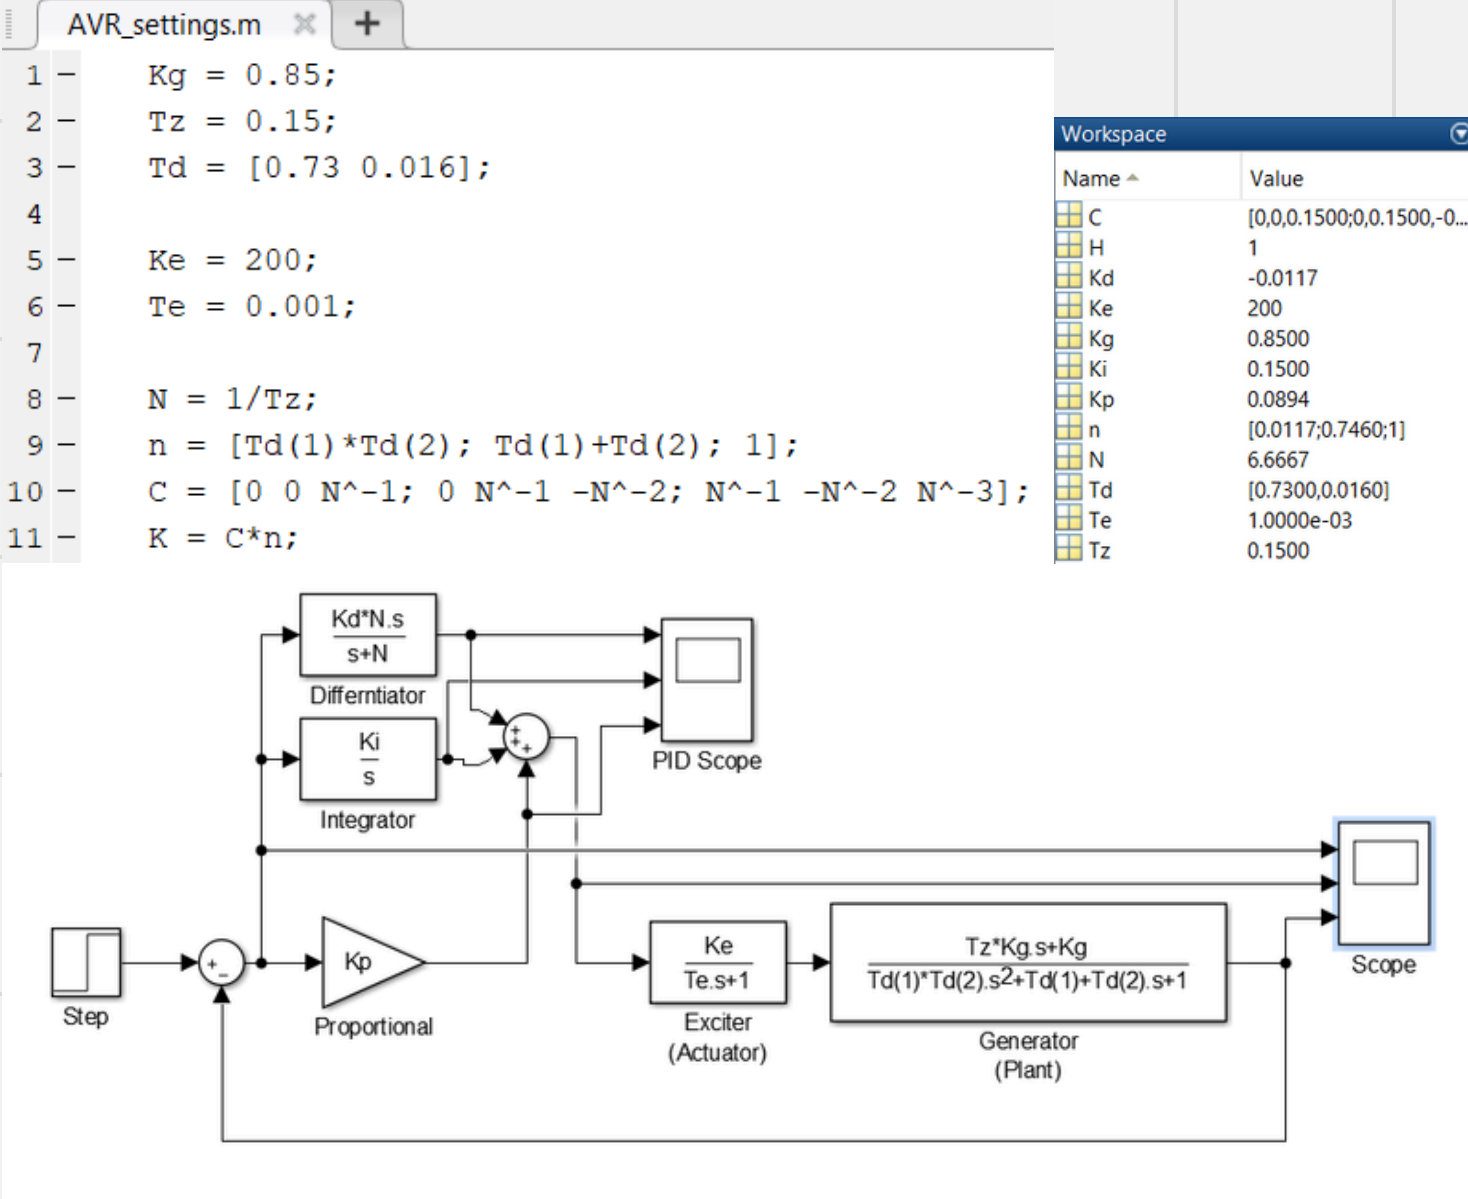 AVR_settings.m
1 − Kg = 0.85;
2 − Tz = 0.15;
3 − Td = [0.73 0.016];
4
5 − Ke = 200;
6 − Te = 0.001;
7
8 − N = 1/Tz;
9 − n = [Td(1)*Td(2); Td(1)+Td(2); 1];
10 − C = [0 0 N^-1; 0 N^-1 -N^-2; N^-1 -N^-2 N^-3];
11 − K = C*n;
Workspace
Name Value
C [0,0,0.1500;0,0.1500,-0...
H 1
Kd -0.0117
Ke 200
Kg 0.8500
Ki 0.1500
Kp 0.0894
n [0.0117;0.7460;1]
N 6.6667
Td [0.7300,0.0160]
Te 1.0000e-03
Tz 0.1500
Kd*N.s
s+N
Differntiator
Ki
s
Integrator
PID Scope
Step
Kp
Proportional
Ke
Te.s+1
Exciter
(Actuator)
Tz*Kg.s+Kg
Td(1)*Td(2).s2+Td(1)+Td(2).s+1
Generator
(Plant)
Scope